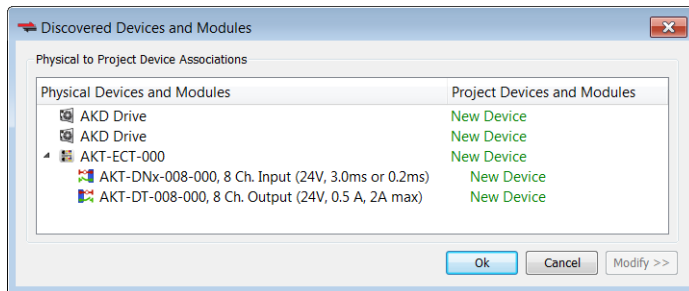 Discovered Devices and Modules
Physical to Project Device Associations
Physical Devices and Modules Project Devices and Modules
AKD Drive New Device
AKD Drive New Device
AKT-ECT-000 New Device
AKT-DNx-008-000, 8 Ch. Input (24V, 3.0ms or 0.2ms) New Device
AKT-DT-008-000, 8 Ch. Output (24V, 0.5 A, 2A max) New Device
Ok Cancel Modify >>